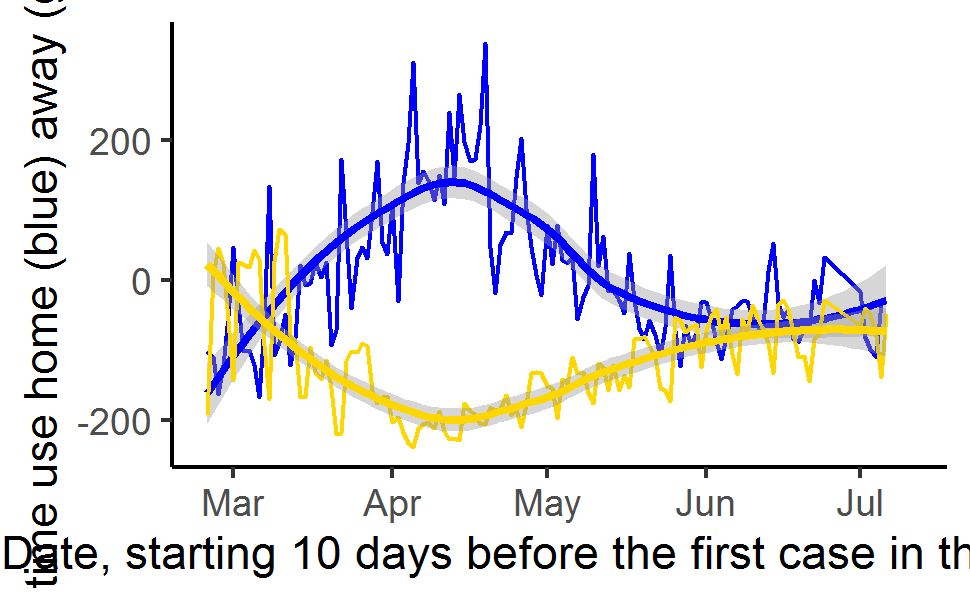 time use home (blue) away (g
200
0
-200
Mar Apr May Jun Jul
Date, starting 10 days before the first case in th